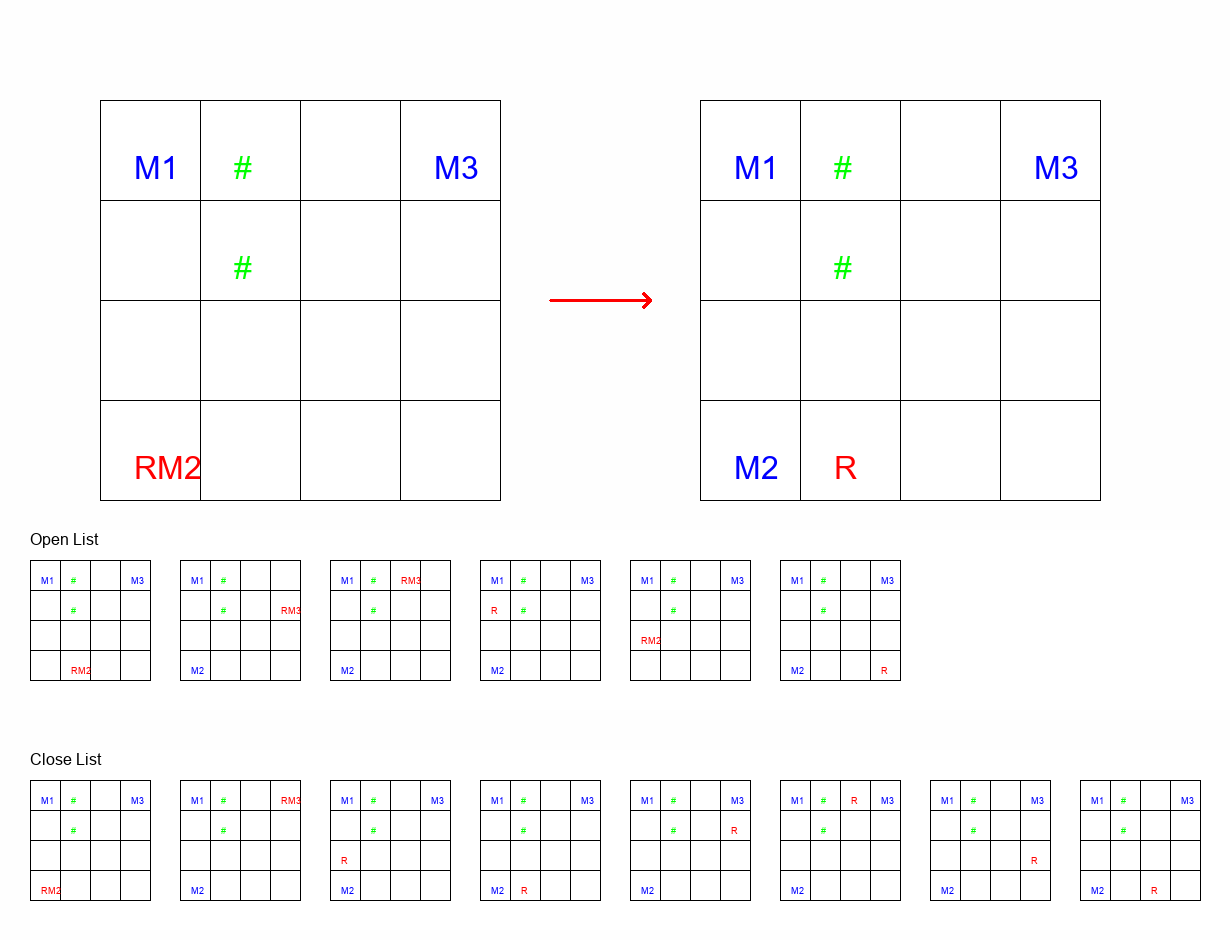 M1 # M3 M1 # M3
# #
RM2 M2 R
Open List
M1 # M3 M1 # M1 # RM3 M1 # M3 M1 # M3 M1 # M3
# # RM3 # R # # #
RM2
RM2 M2 M2 M2 M2 R
Close List
M1 # M3 M1 # RM3 M1 # M3 M1 # M3 M1 # M3 M1 # R M3 M1 # M3 M1 # M3
# # # # # R # # #
R R
RM2 M2 M2 M2 R M2 M2 M2 M2 R